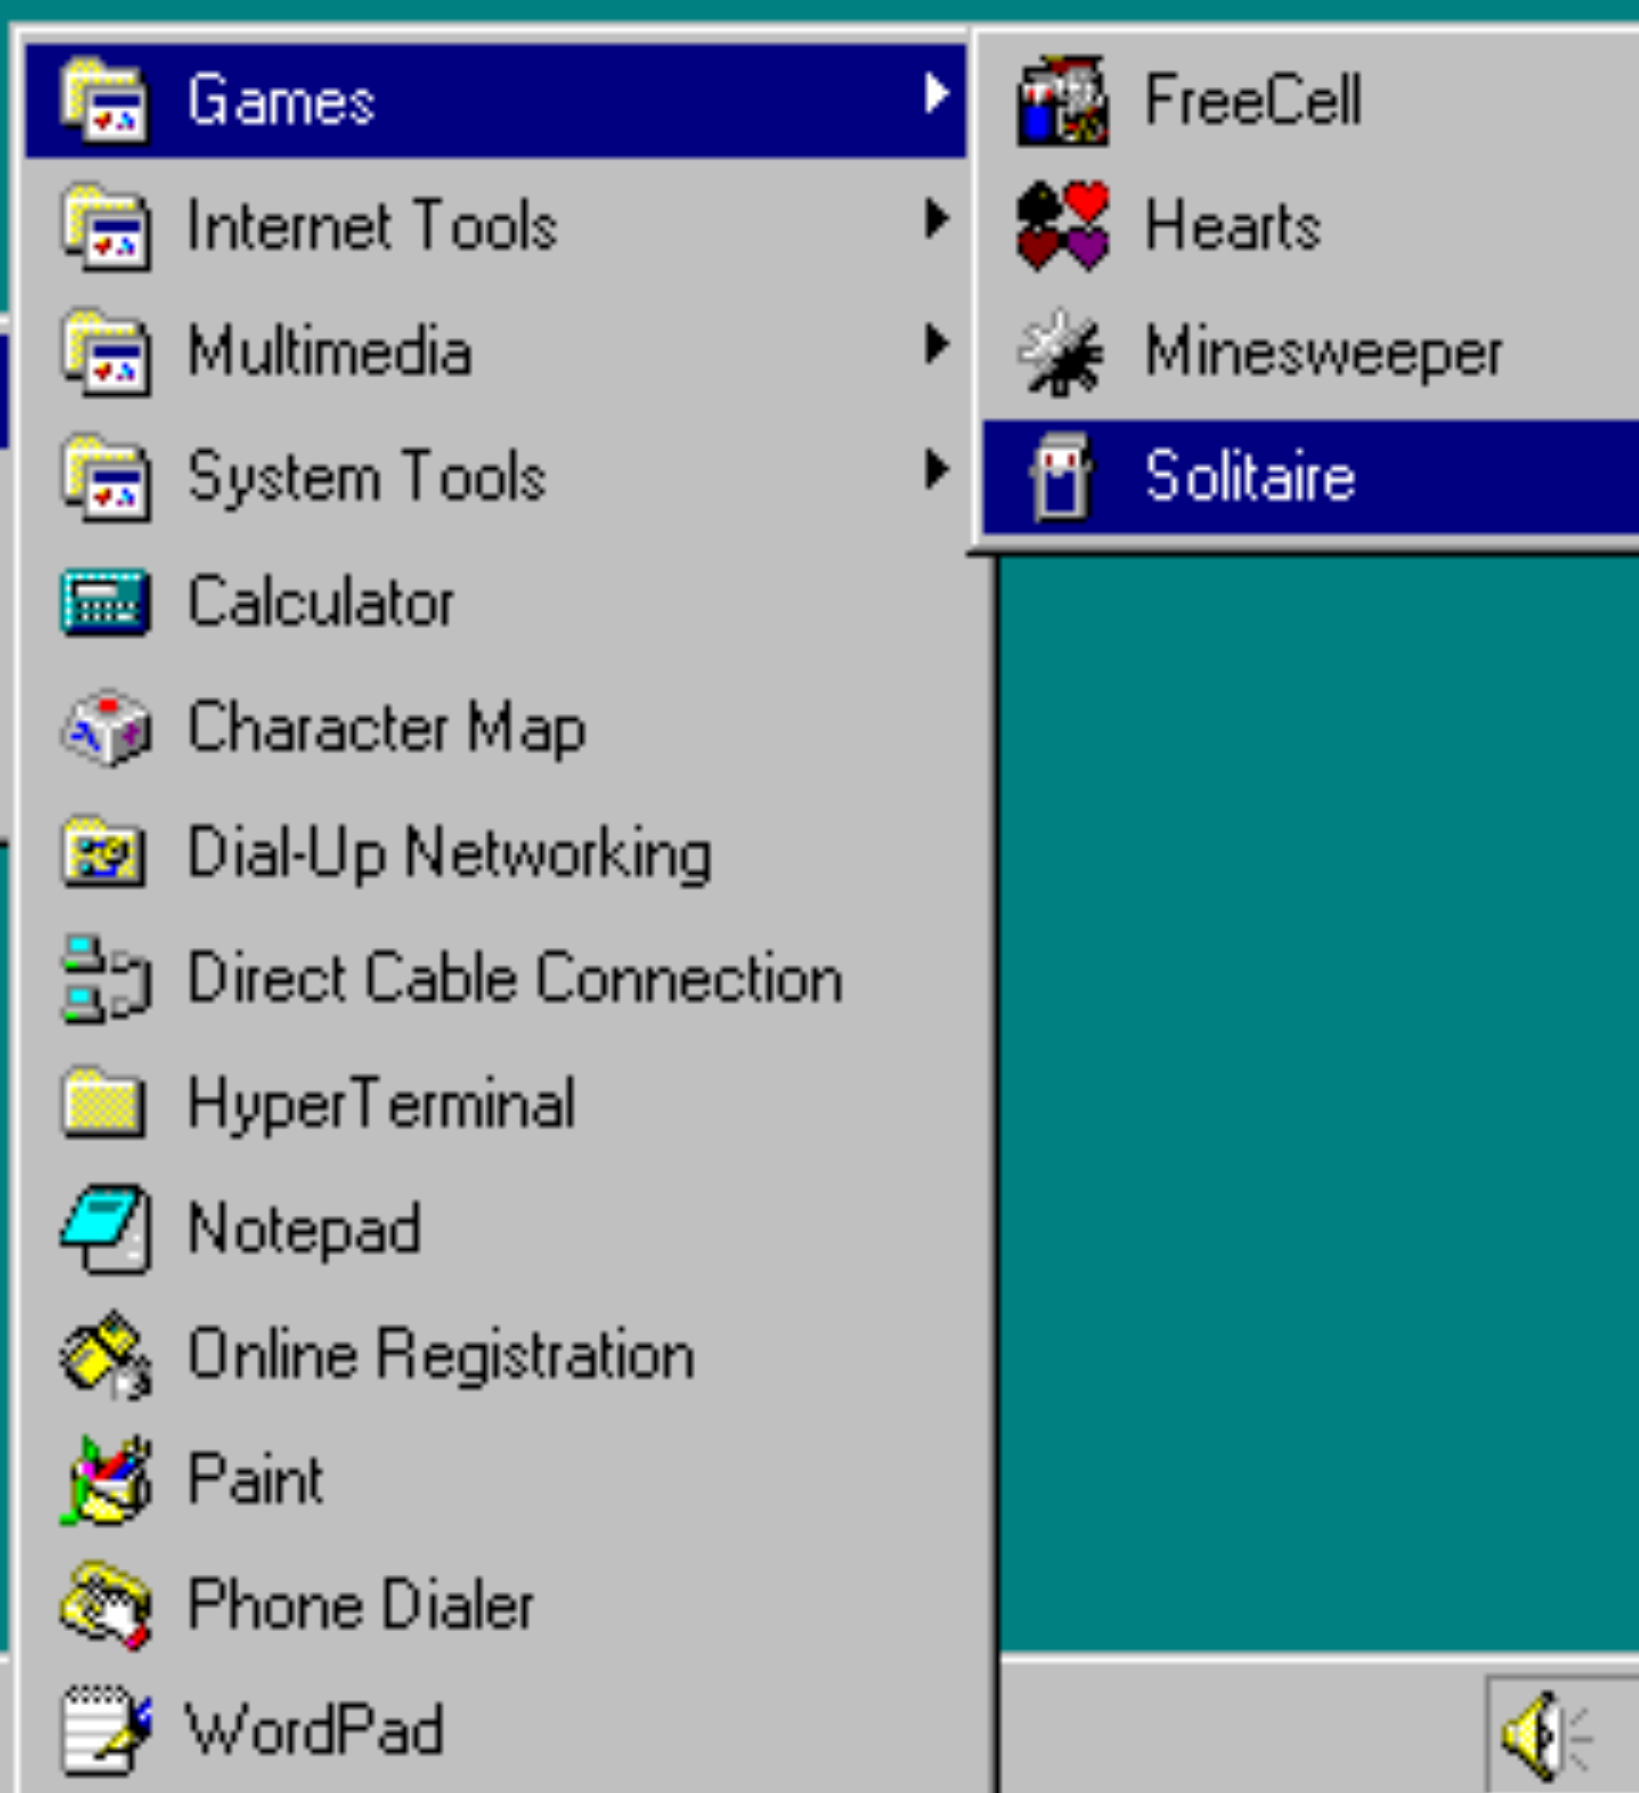 Games
Internet Tools
Multimedia
System Tools
Calculator
Character Map
Dial-Up Networking
Direct Cable Connection
HyperTerminal
Notepad
Online Registration
Paint
Phone Dialer
WordPad
FreeCell
Hearts
Minesweeper
Solitaire